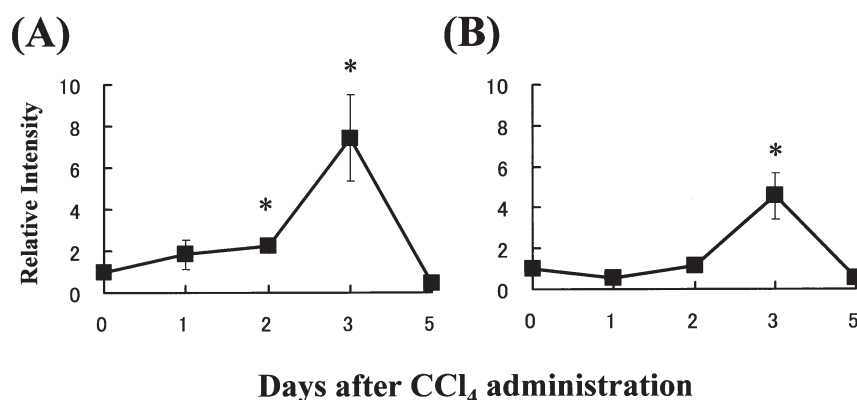 (A) (B)
Relative Intensity
10 10
8 8
6 6
4 4
2 2
0 0
* * *
0 1 2 3 5 0 1 2 3 5
Days after CCl4 administration